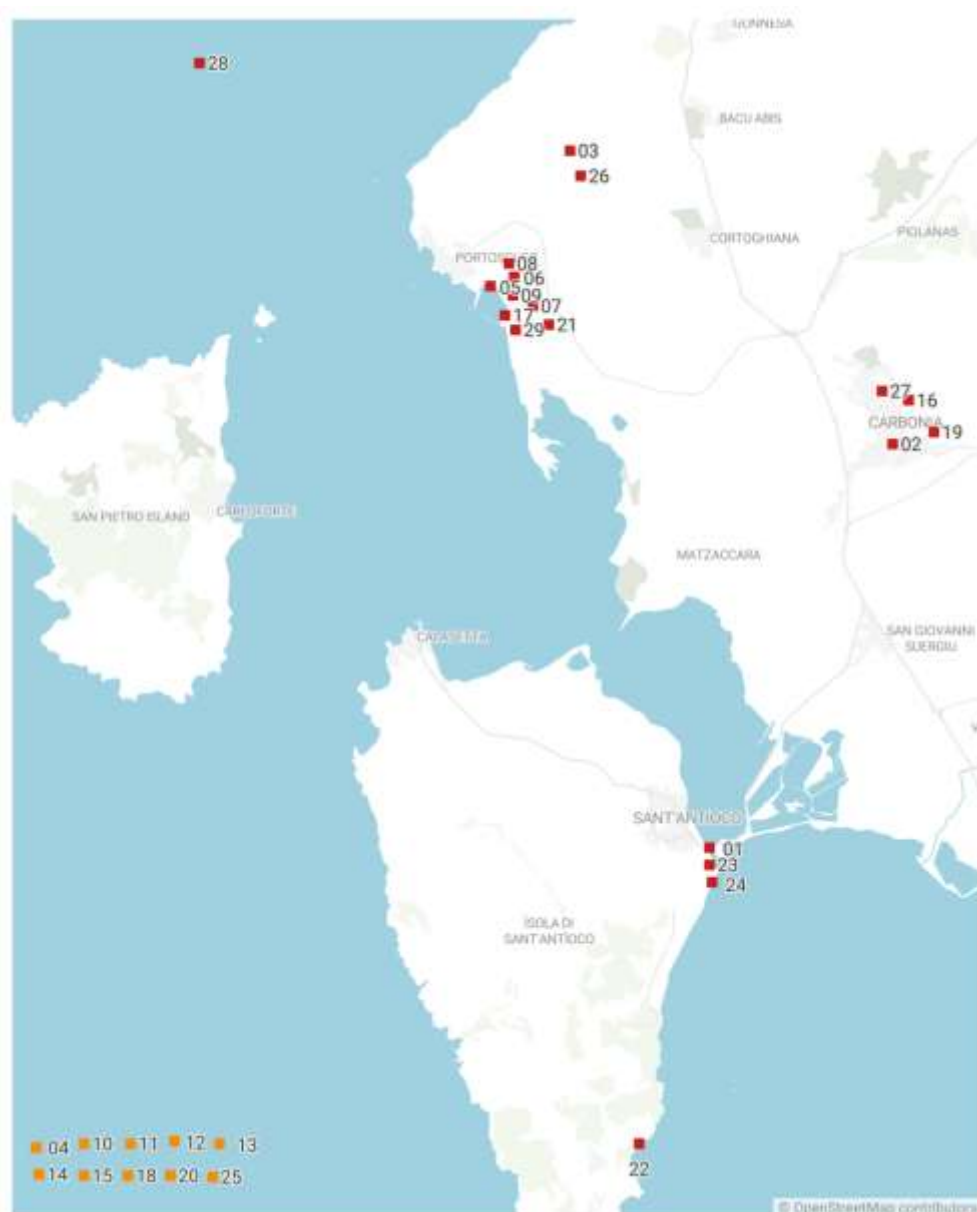 GONNESA
28
BACU ABIS
03
26
PIOLANAS
CORTOGHIANA
08
06
05
09
07
17
21
29
27
16
CARBONIA
19
02
SAN PIETRO ISLAND
CARLOFORTE
MATZACCARA
SAN GIOVANNI
SUERGIU
CALASETTA
SANT'ANTIOCO
01
23
24
ISOLA DI
SANT'ANTIOCO
04 10 11 12 13
22
14 15 18 20 25
© OpenStreetMap contributors